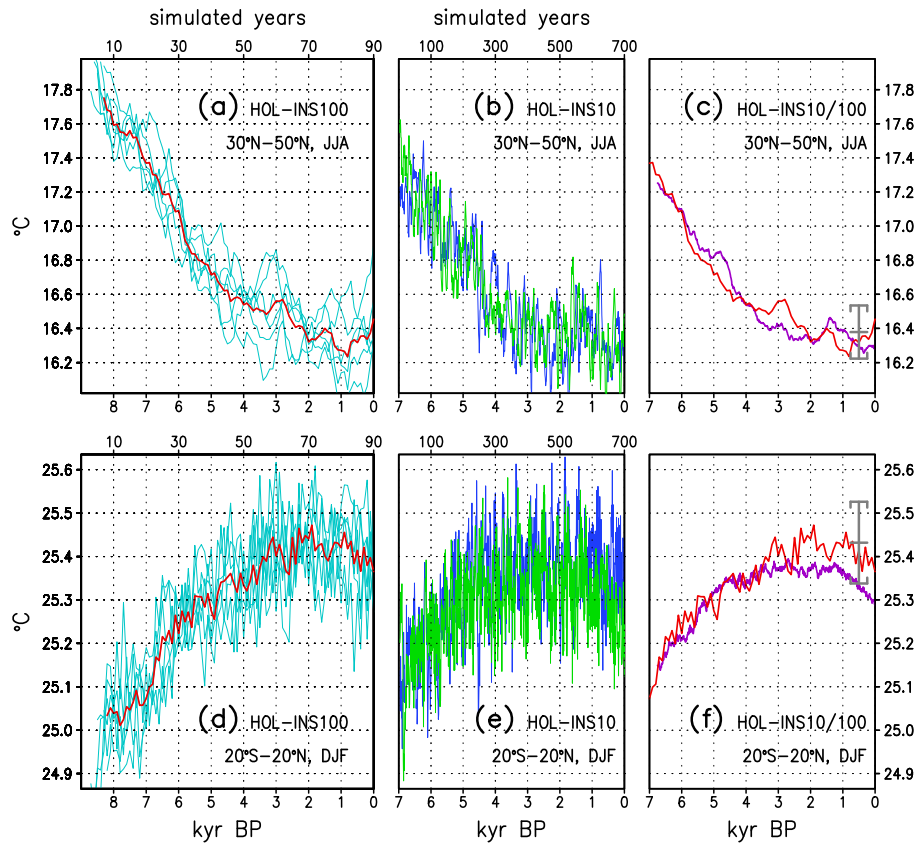 simulated years
simulated years
10 30 50 70 90
100 300 500 700
17.8
17.6
17.4
17.2
17.0
16.8
16.6
16.4
16.2
°C
(a) HOL-INS100
30°N-50°N, JJA
(b) HOL-INS10
30°N-50°N, JJA
(c) HOL-INS10/100
30°N-50°N, JJA
17.8
17.6
17.4
17.2
17.0
16.8
16.6
16.4
16.2
8 7 6 5 4 3 2 1 0
7 6 5 4 3 2 1 0
7 6 5 4 3 2 1 0
10 30 50 70 90
100 300 500 700
25.6
25.5
25.4
25.3
25.2
25.1
25.0
24.9
°C
(d) HOL-INS100
20°S-20°N, DJF
(e) HOL-INS10
20°S-20°N, DJF
(f) HOL-INS10/100
20°S-20°N, DJF
25.6
25.5
25.4
25.3
25.2
25.1
25.0
24.9
8 7 6 5 4 3 2 1 0
7 6 5 4 3 2 1 0
7 6 5 4 3 2 1 0
kyr BP
kyr BP
kyr BP